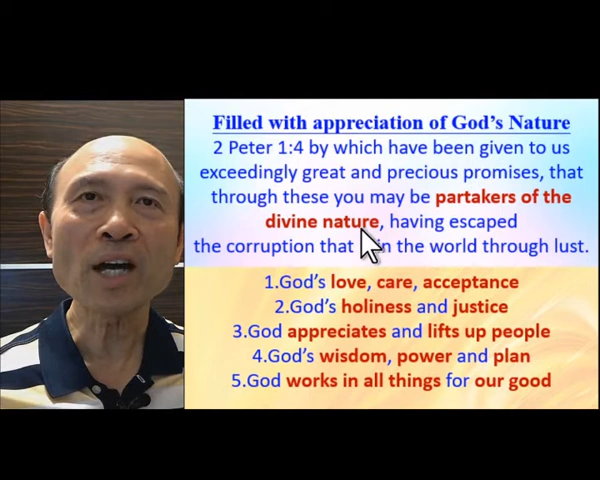 Filled with appreciation of God's Nature
2 Peter 1:4 by which have been given to us
exceedingly great and precious promises, that
through these you may be partakers of the
divine nature, having escaped
the corruption that in the world through lust.
1.God's love, care, acceptance
2.God's holiness and justice
3.God appreciates and lifts up people
4.God's wisdom, power and plan
5.God works in all things for our good